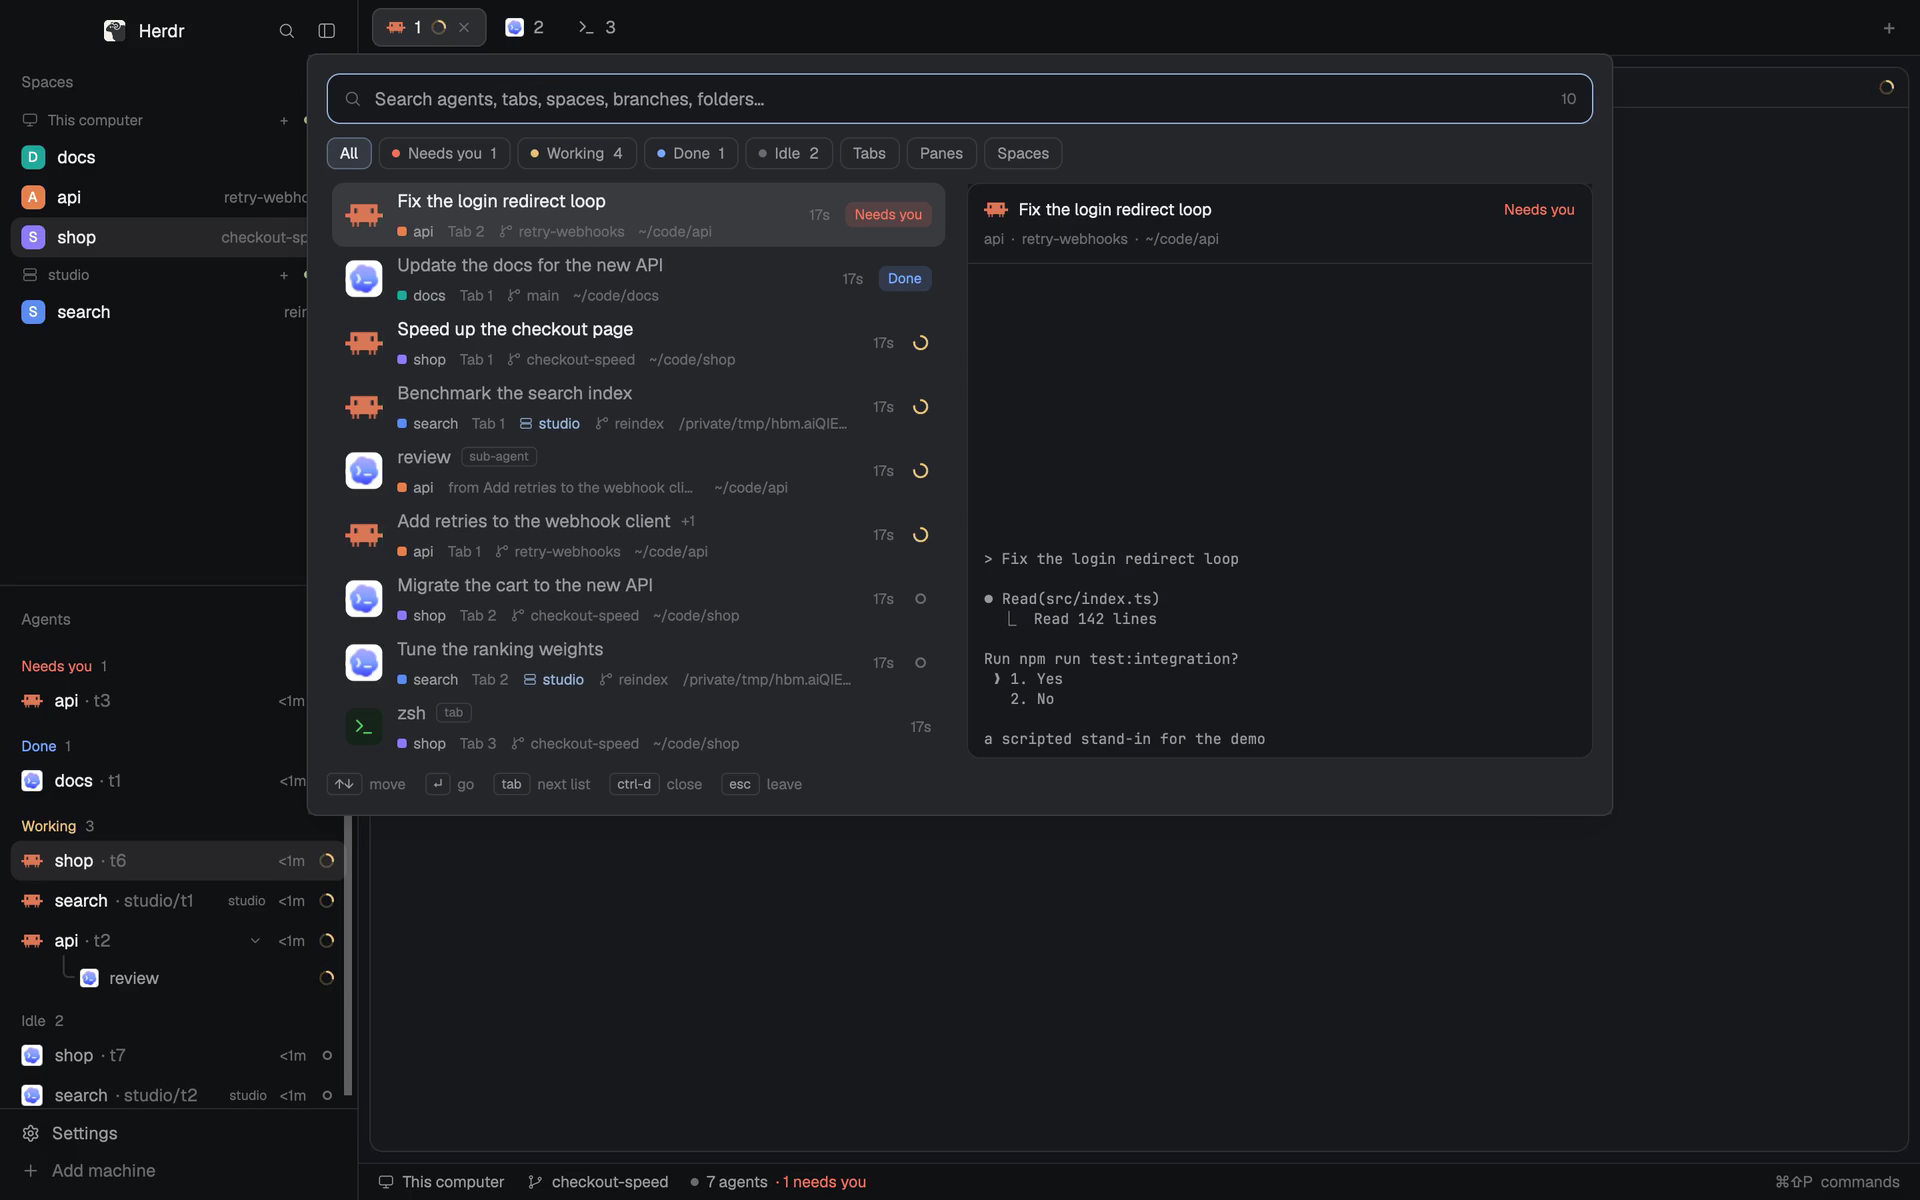 Herdr
1
2
3
Spaces
This computer
D docs
A api retry-webho
S shop checkout-sp
studio
S search rein
Agents
Needs you 1
api · t3 <1m
Done 1
docs · t1 <1m
Working 3
shop · t6 <1m
search · studio/t1 studio <1m
api · t2 <1m
review
Idle 2
shop · t7 <1m
search · studio/t2 studio <1m
Settings
Add machine
Search agents, tabs, spaces, branches, folders... 10
All Needs you 1 Working 4 Done 1 Idle 2 Tabs Panes Spaces
Fix the login redirect loop 17s Needs you
api Tab 2 retry-webhooks ~/code/api
Update the docs for the new API 17s Done
docs Tab 1 main ~/code/docs
Speed up the checkout page 17s
shop Tab 1 checkout-speed ~/code/shop
Benchmark the search index 17s
search Tab 1 studio reindex /private/tmp/hbm.aiQIE…
review sub-agent 17s
api from Add retries to the webhook cli… ~/code/api
Add retries to the webhook client +1 17s
api Tab 1 retry-webhooks ~/code/api
Migrate the cart to the new API 17s
shop Tab 2 checkout-speed ~/code/shop
Tune the ranking weights 17s
search Tab 2 studio reindex /private/tmp/hbm.aiQIE…
zsh tab 17s
shop Tab 3 checkout-speed ~/code/shop
↑↓ move ↵ go tab next list ctrl-d close esc leave
Fix the login redirect loop Needs you
api · retry-webhooks · ~/code/api
> Fix the login redirect loop
● Read(src/index.ts)
⎿ Read 142 lines
Run npm run test:integration?
❯ 1. Yes
2. No
a scripted stand-in for the demo
This computer checkout-speed 7 agents · 1 needs you ⌘⇧P commands